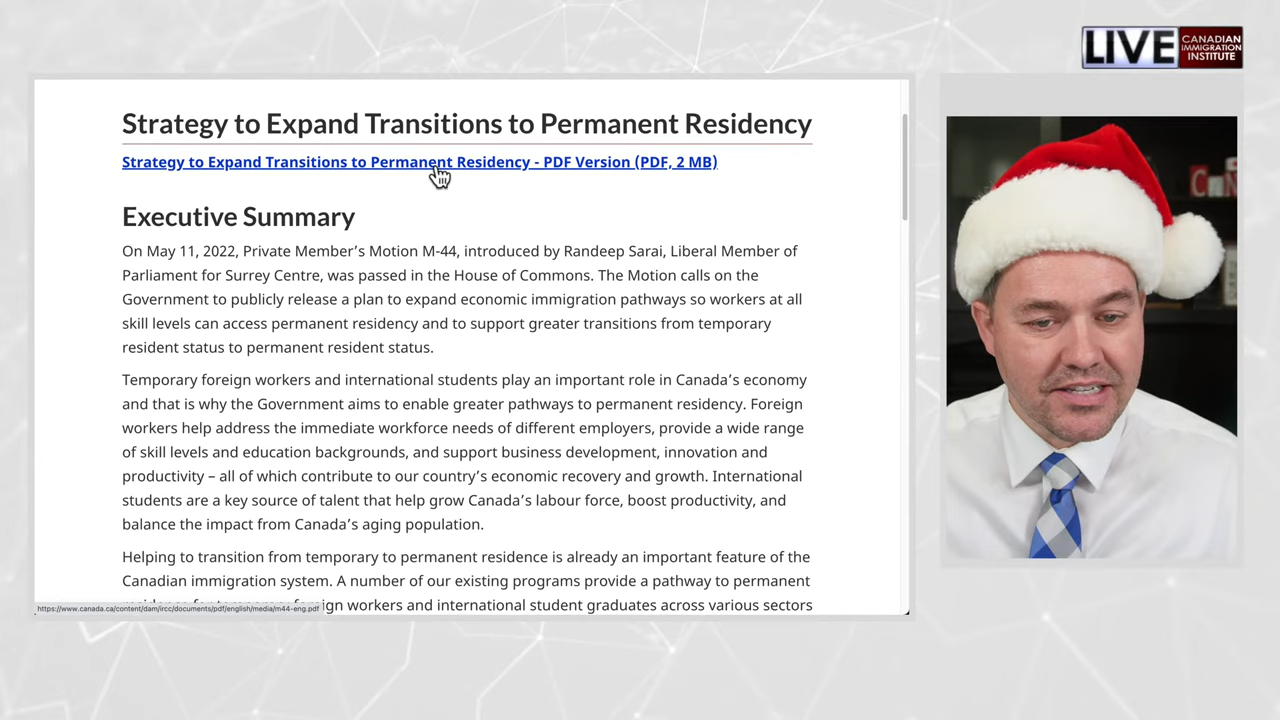 LIVE
CANADIAN
IMMIGRATION
INSTITUTE
Strategy to Expand Transitions to Permanent Residency
Strategy to Expand Transitions to Permanent Residency - PDF Version (PDF, 2 MB)
Executive Summary
On May 11, 2022, Private Member’s Motion M-44, introduced by Randeep Sarai, Liberal Member of
Parliament for Surrey Centre, was passed in the House of Commons. The Motion calls on the
Government to publicly release a plan to expand economic immigration pathways so workers at all
skill levels can access permanent residency and to support greater transitions from temporary
resident status to permanent resident status.
Temporary foreign workers and international students play an important role in Canada’s economy
and that is why the Government aims to enable greater pathways to permanent residency. Foreign
workers help address the immediate workforce needs of different employers, provide a wide range
of skill levels and education backgrounds, and support business development, innovation and
productivity – all of which contribute to our country’s economic recovery and growth. International
students are a key source of talent that help grow Canada’s labour force, boost productivity, and
balance the impact from Canada’s aging population.
Helping to transition from temporary to permanent residence is already an important feature of the
Canadian immigration system. A number of our existing programs provide a pathway to permanent
ign workers and international student graduates across various sectors
https://www.canada.ca/content/dam/ircc/documents/pdf/english/media/m44-eng.pdf